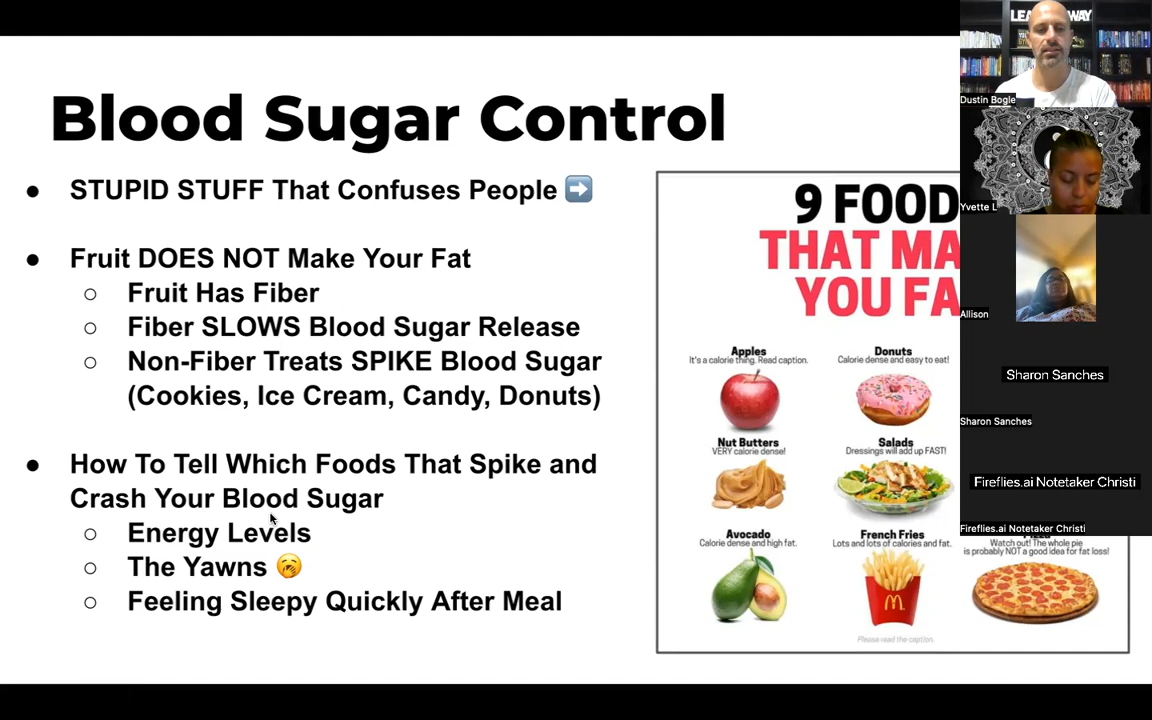 Blood Sugar Control
● STUPID STUFF That Confuses People ➡️
● Fruit DOES NOT Make Your Fat
○ Fruit Has Fiber
○ Fiber SLOWS Blood Sugar Release
○ Non-Fiber Treats SPIKE Blood Sugar
(Cookies, Ice Cream, Candy, Donuts)
● How To Tell Which Foods That Spike and
Crash Your Blood Sugar
○ Energy Levels
○ The Yawns 🥱
○ Feeling Sleepy Quickly After Meal
9 FOOD
THAT MA
YOU FA
Apples
It's a calorie thing. Read caption.
Donuts
Calorie dense and easy to eat!
Nut Butters
VERY calorie dense!
Salads
Dressings will add up FAST!
Avocado
Calorie dense and high fat.
French Fries
Lots and lots of calories and fat.
Pizza
Watch out! The whole pie
is probably NOT a good idea for fat loss!
Please read the caption.
LEA WAY
Dustin Bogle
Yvette L
Allison
Sharon Sanches
Sharon Sanches
Fireflies.ai Notetaker Christi
Fireflies.ai Notetaker Christi